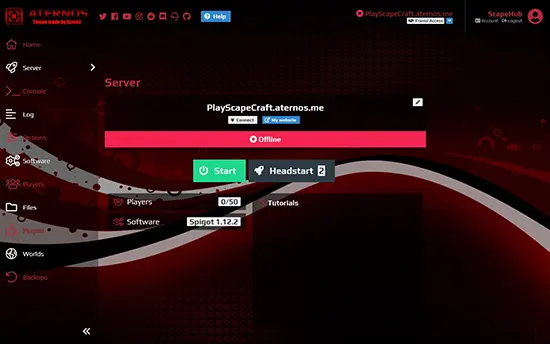 ATERNOS
Theme made by
Help
PlayScapeCraft.aternos.me
Friend Access
ScapeHub
Account
Logout
Home
Server
Console
Log
Options
Software
Players
Files
Plugins
Worlds
Backups
Server
PlayScapeCraft.aternos.me
Connect
My website
Offline
Start
Headstart 2
Players 0/50
Software Spigot 1.12.2
Tutorials